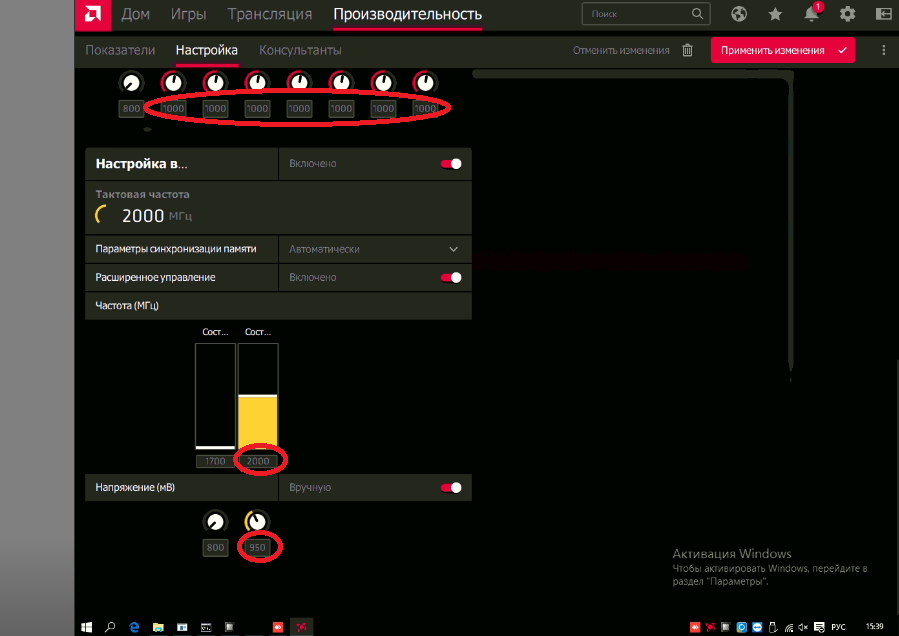 Дом Игры Трансляция Производительность Поиск 1
Показатели Настройка Консультанты Отменить изменения Применить изменения
800 1000 1000 1000 1000 1000 1000 1000
Настройка в... Включено
Тактовая частота
2000 МГц
Параметры синхронизации памяти Автоматически
Расширенное управление Включено
Частота (МГц)
Сост... Сост...
1700 2000
Напряжение (мВ) Вручную
800 950
Активация Windows
Чтобы активировать Windows, перейдите в
раздел "Параметры".
РУС 15:39